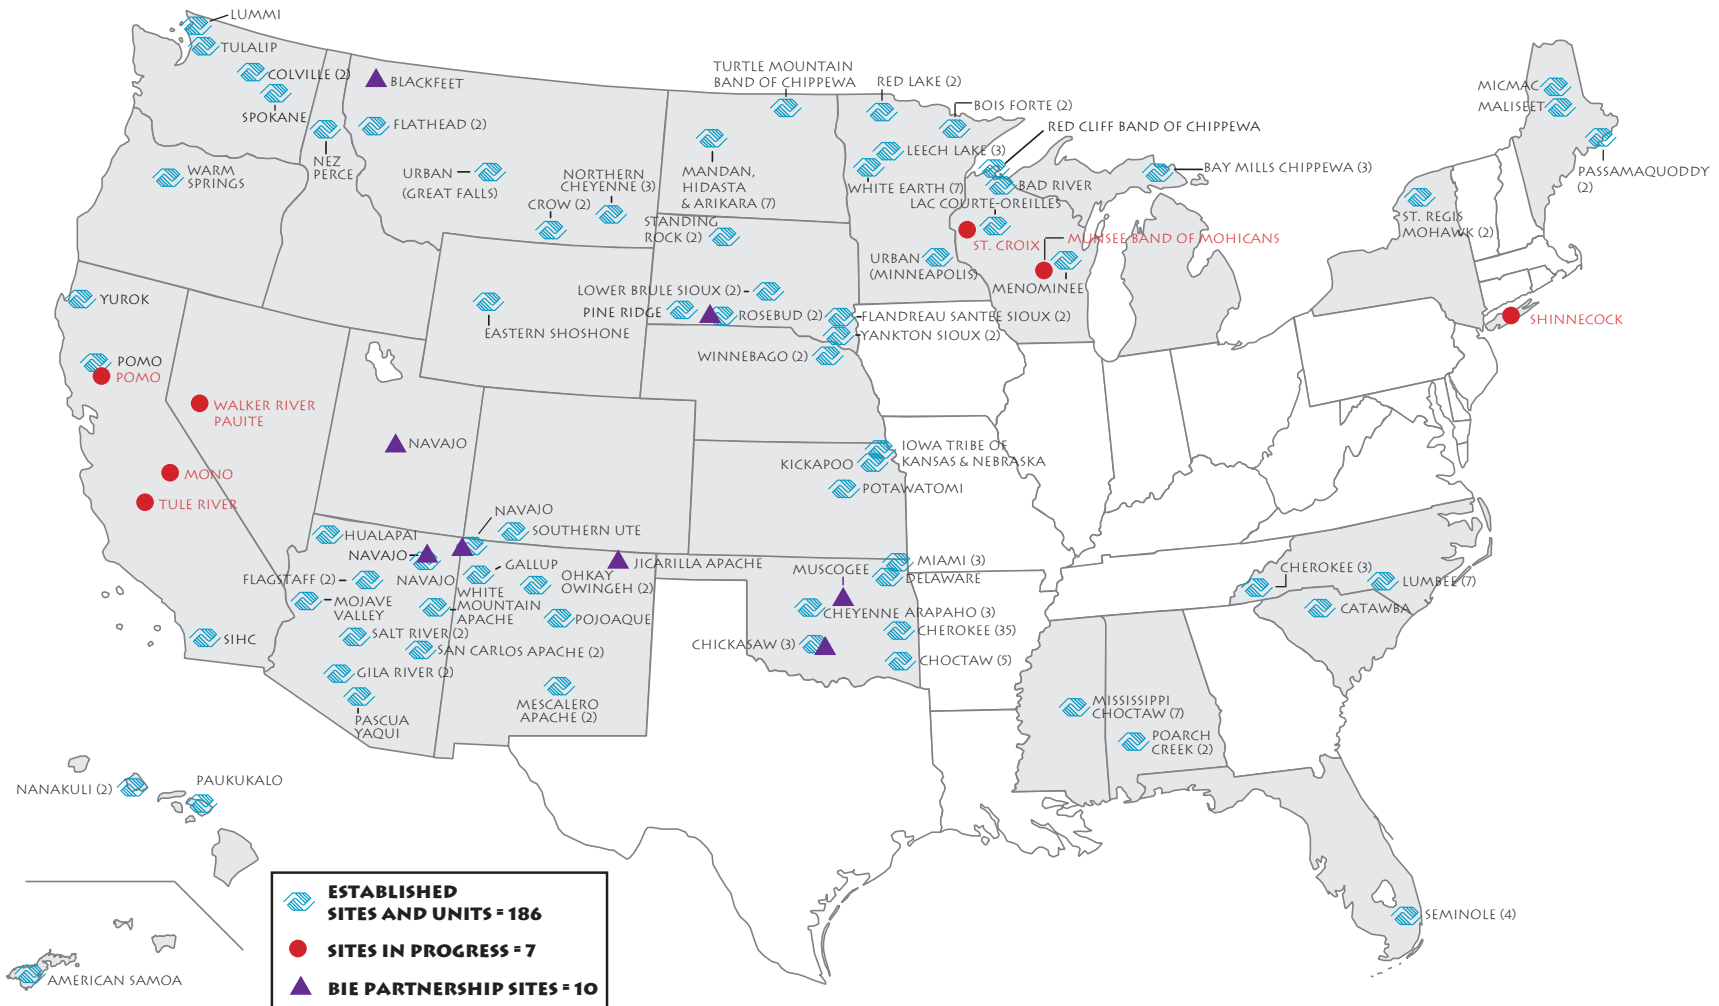 LUMMI
TULALIP
COLVILLE (2)
SPOKANE
NEZ
PERCE
WARM
SPRINGS
BLACKFEET
FLATHEAD (2)
URBAN
(GREAT FALLS)
NORTHERN
CHEYENNE (3)
CROW (2)
TURTLE MOUNTAIN
BAND OF CHIPPEWA
MANDAN,
HIDASTA
& ARIKARA (7)
STANDING
ROCK (2)
RED LAKE (2)
BOIS FORTE (2)
RED CLIFF BAND OF CHIPPEWA
LEECH LAKE (3)
WHITE EARTH (7)
BAD RIVER
LAC COURTE-OREILLES
BAY MILLS CHIPPEWA (3)
ST. CROIX
MUNSEE BAND OF MOHICANS
URBAN
(MINNEAPOLIS)
MENOMINEE
MICMAC
MALISEET
PASSAMAQUODDY
(2)
ST. REGIS
MOHAWK (2)
SHINNECOCK
YUROK
POMO
POMO
WALKER RIVER
PAUITE
MONO
TULE RIVER
SIHC
EASTERN SHOSHONE
LOWER BRULE SIOUX (2)
PINE RIDGE
ROSEBUD (2)
FLANDREAU SANTEE SIOUX (2)
YANKTON SIOUX (2)
WINNEBAGO (2)
NAVAJO
IOWA TRIBE OF
KANSAS & NEBRASKA
KICKAPOO
POTAWATOMI
NAVAJO
SOUTHERN UTE
HUALAPAI
NAVAJO
NAVAJO
FLAGSTAFF (2)
MOJAVE
VALLEY
GALLUP
WHITE
MOUNTAIN
APACHE
OHKAY
OWINGEH (2)
JICARILLA APACHE
POJOAQUE
SALT RIVER (2)
SAN CARLOS APACHE (2)
GILA RIVER (2)
PASCUA
YAQUI
MESCALERO
APACHE (2)
MUSCOGEE
MIAMI (3)
DELAWARE
CHEYENNE ARAPAHO (3)
CHEROKEE (35)
CHICKASAW (3)
CHOCTAW (5)
CHEROKEE (3)
LUMBEE (7)
CATAWBA
MISSISSIPPI
CHOCTAW (7)
POARCH
CREEK (2)
SEMINOLE (4)
NANAKULI (2)
PAUKUKALO
AMERICAN SAMOA
ESTABLISHED
SITES AND UNITS = 186
SITES IN PROGRESS = 7
BIE PARTNERSHIP SITES = 10